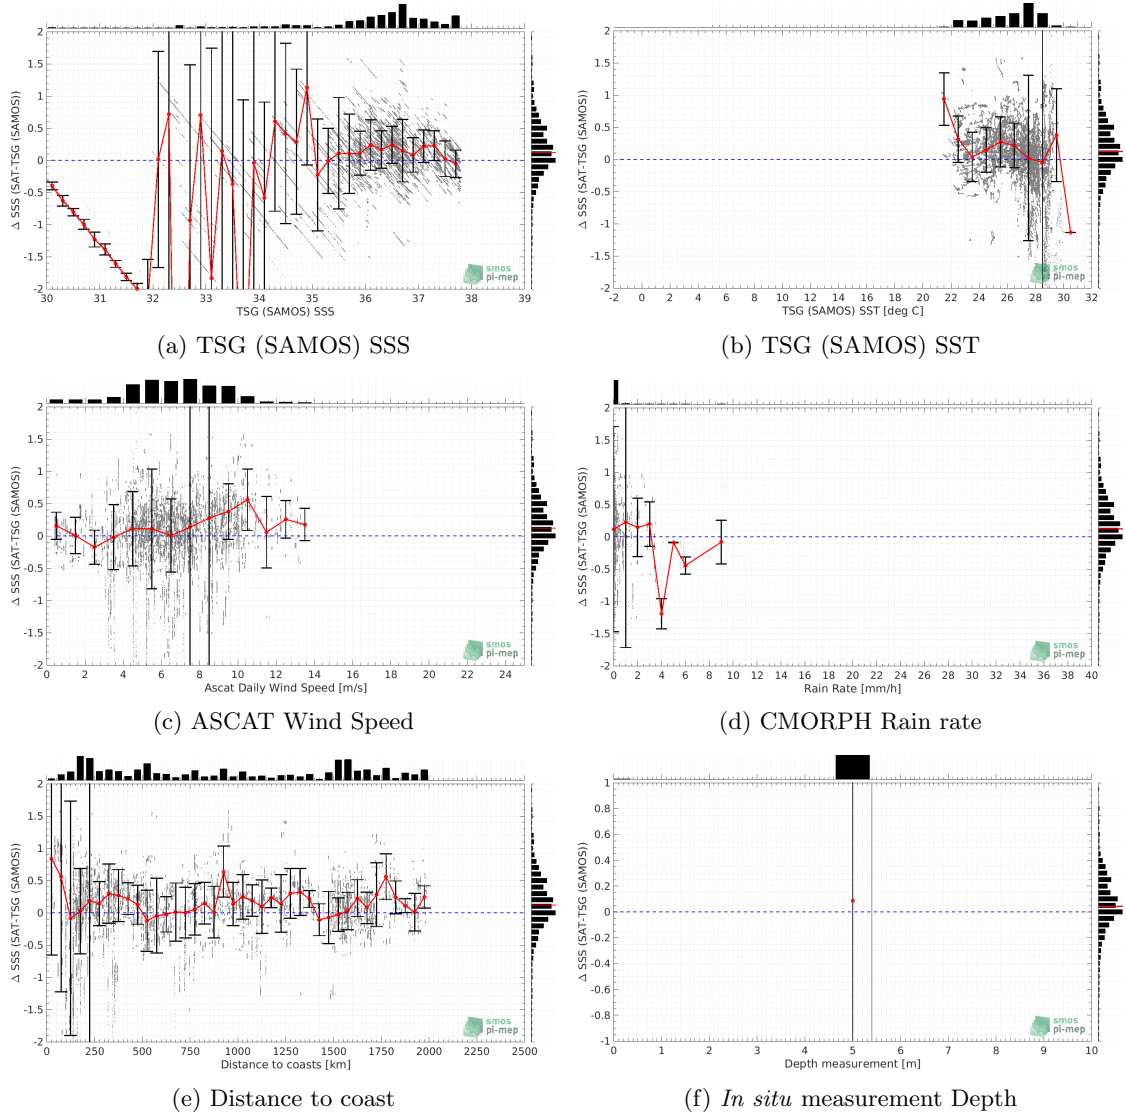 2
1.5
1
0.5
0
-0.5
-1
-1.5
-2
Δ SSS (SAT-TSG (SAMOS))
30 31 32 33 34 35 36 37 38 39
TSG (SAMOS) SSS
smos
pi-mep
(a) TSG (SAMOS) SSS
2
1.5
1
0.5
0
-0.5
-1
-1.5
-2
Δ SSS (SAT-TSG (SAMOS))
-2 0 2 4 6 8 10 12 14 16 18 20 22 24 26 28 30 32
TSG (SAMOS) SST [deg C]
smos
pi-mep
(b) TSG (SAMOS) SST
2
1.5
1
0.5
0
-0.5
-1
-1.5
-2
Δ SSS (SAT-TSG (SAMOS))
0 2 4 6 8 10 12 14 16 18 20 22 24
Ascat Daily Wind Speed [m/s]
smos
pi-mep
(c) ASCAT Wind Speed
2
1.5
1
0.5
0
-0.5
-1
-1.5
-2
Δ SSS (SAT-TSG (SAMOS))
0 2 4 6 8 10 12 14 16 18 20 22 24 26 28 30 32 34 36 38 40
Rain Rate [mm/h]
smos
pi-mep
(d) CMORPH Rain rate
2
1.5
1
0.5
0
-0.5
-1
-1.5
-2
Δ SSS (SAT-TSG (SAMOS))
0 250 500 750 1000 1250 1500 1750 2000 2250 2500
Distance to coasts [km]
smos
pi-mep
(e) Distance to coast
1
0.8
0.6
0.4
0.2
0
-0.2
-0.4
-0.6
-0.8
-1
Δ SSS (SAT-TSG (SAMOS))
0 1 2 3 4 5 6 7 8 9 10
Depth measurement [m]
smos
pi-mep
(f) In situ measurement Depth